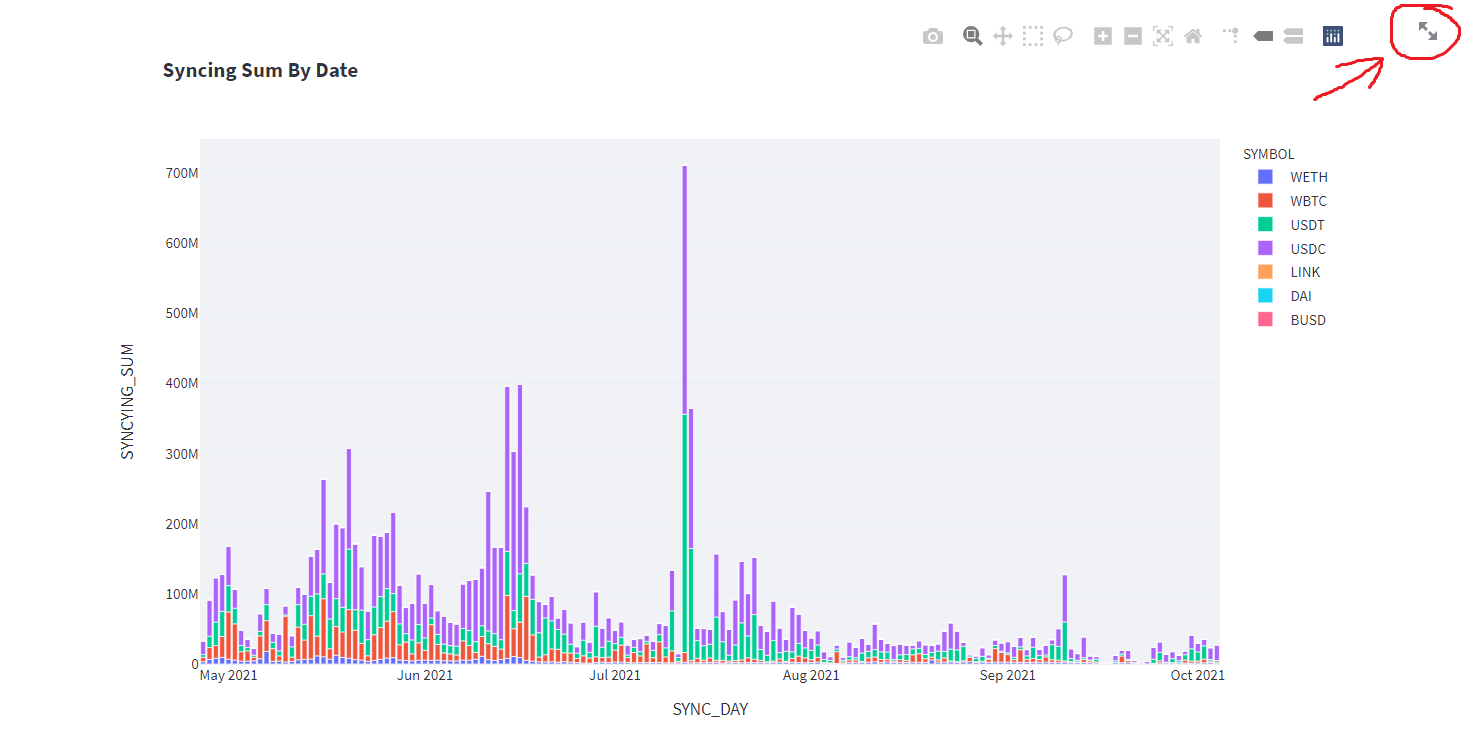 Syncing Sum By Date
SYMBOL
WETH
WBTC
USDT
USDC
LINK
DAI
BUSD
700M
600M
500M
400M
300M
200M
100M
0
SYNCYING_SUM
May 2021 Jun 2021 Jul 2021 Aug 2021 Sep 2021 Oct 2021
SYNC_DAY